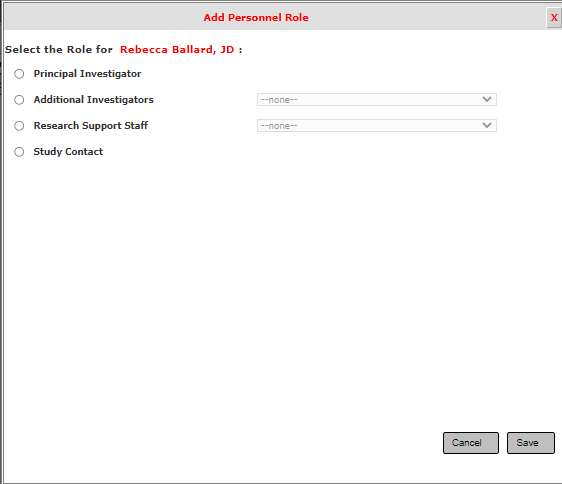 Add Personnel Role
X
Select the Role for Rebecca Ballard, JD :
Principal Investigator
Additional Investigators --none--
Research Support Staff --none--
Study Contact
Cancel Save